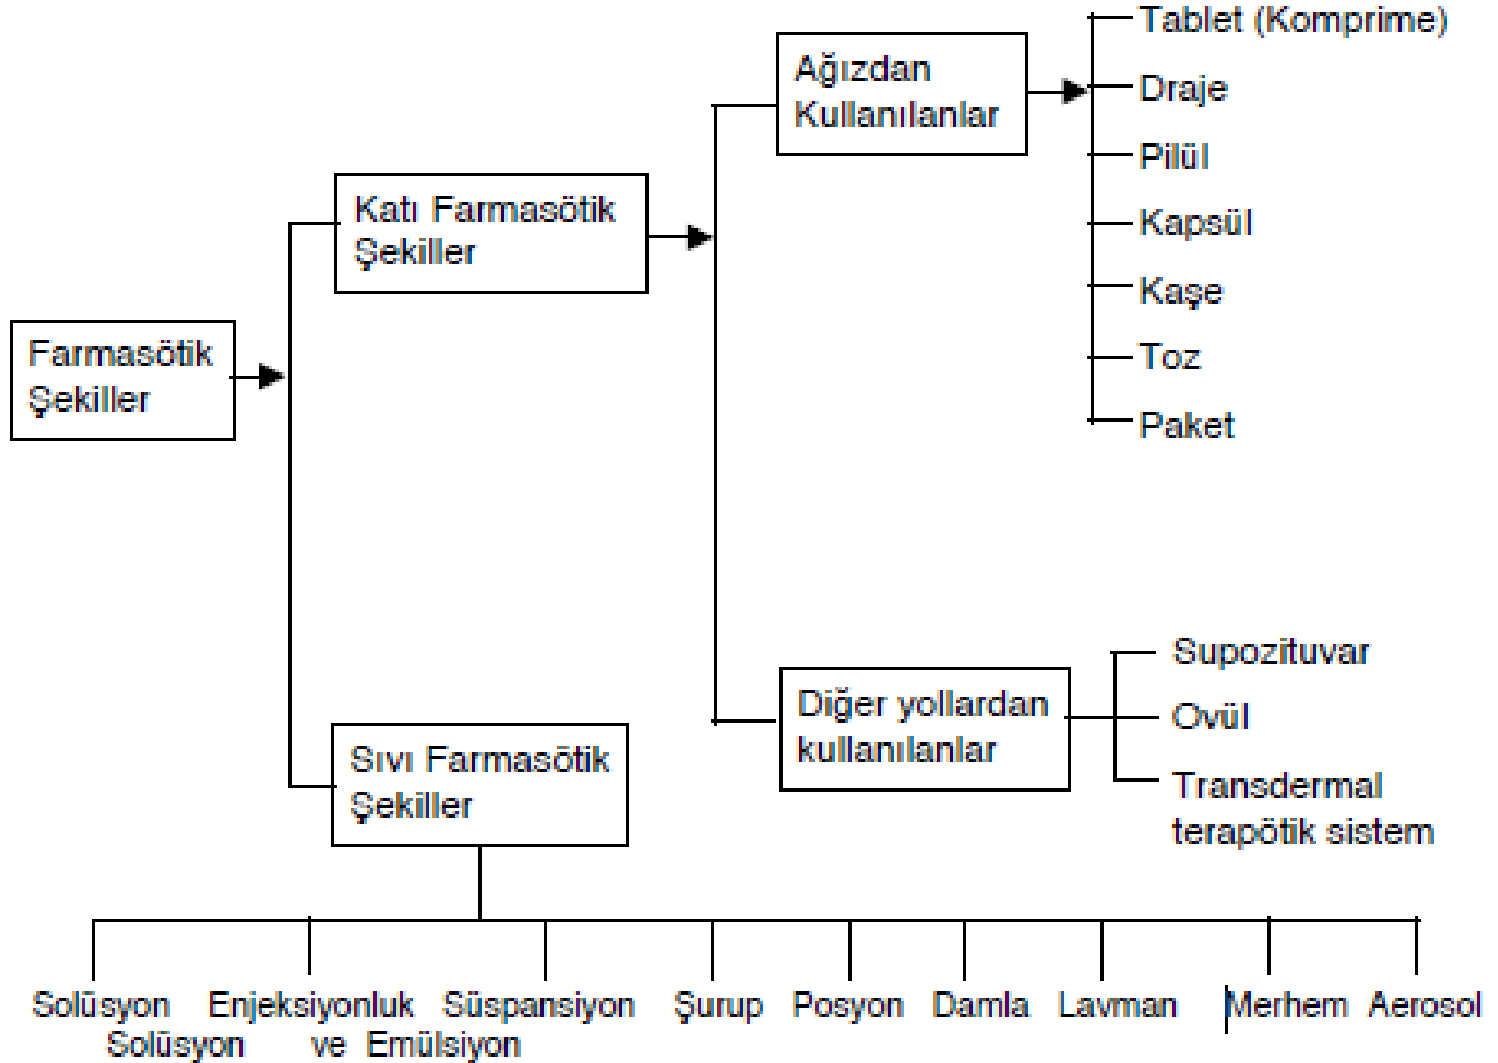 Tablet (Komprime)
Ağızdan
Kullanılanlar
Draje
Pilül
Kapsül
Kaşe
Toz
Paket
Katı Farmasötik
Şekiller
Farmasötik
Şekiller
Supozituvar
Diğer yollardan
kullanılanlar
Ovül
Transdermal
terapötik sistem
Sıvı Farmasötik
Şekiller
Solüsyon Enjeksiyonluk Süspansiyon Şurup Posyon Damla Lavman Merhem Aerosol
Solüsyon ve Emülsiyon